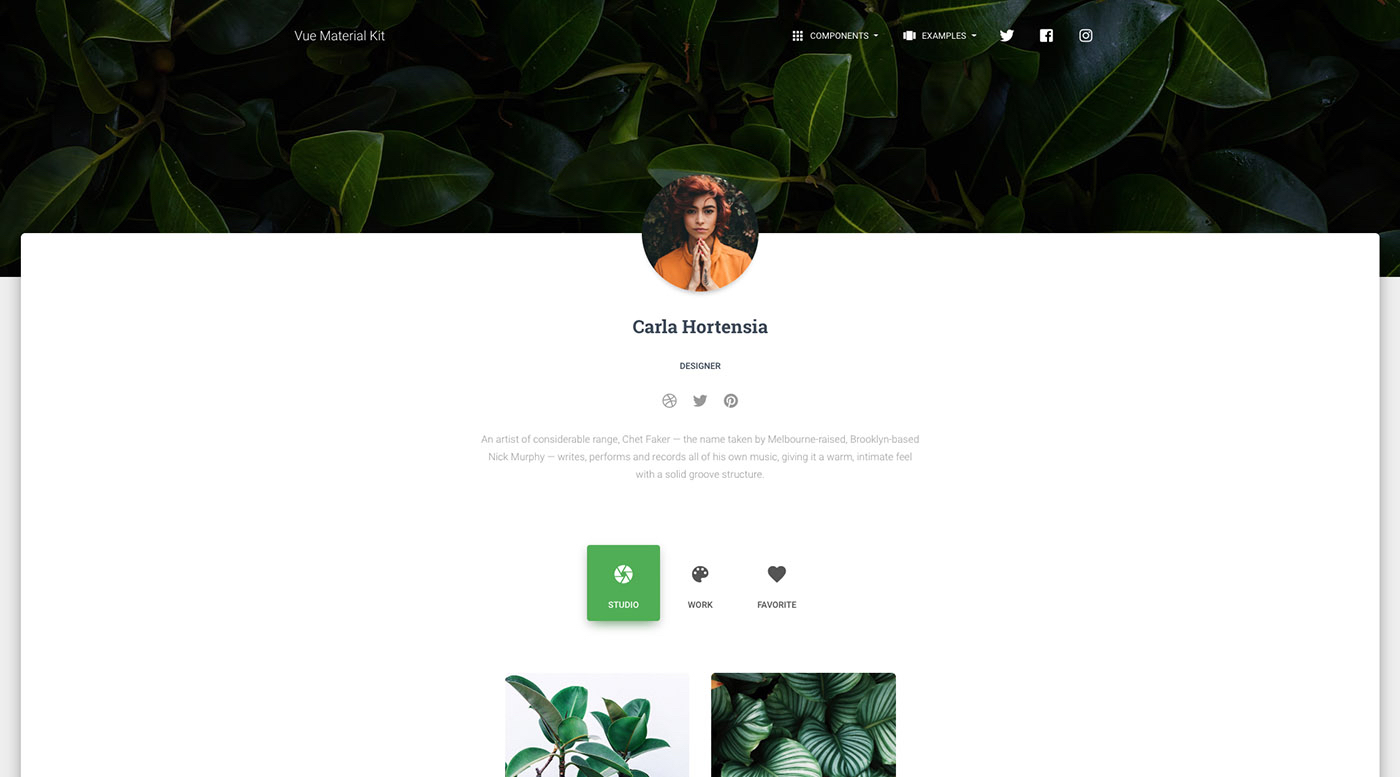 Vue Material Kit
COMPONENTS
EXAMPLES
Carla Hortensia
DESIGNER
An artist of considerable range, Chet Faker — the name taken by Melbourne-raised, Brooklyn-based
Nick Murphy — writes, performs and records all of his own music, giving it a warm, intimate feel
with a solid groove structure.
STUDIO
WORK
FAVORITE